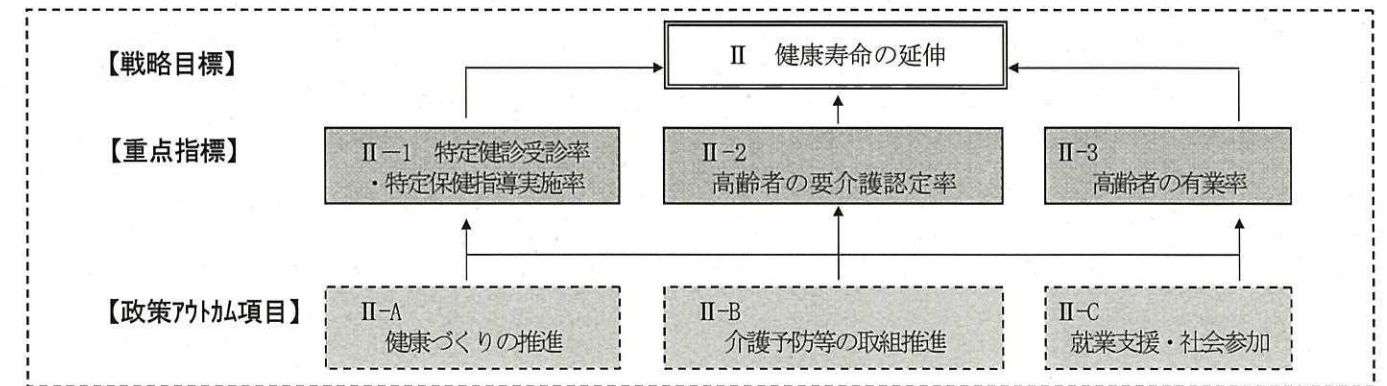 【戦略目標】
Ⅱ 健康寿命の延伸
【重点指標】
Ⅱ－1 特定健診受診率
・特定保健指導実施率
Ⅱ-2
高齢者の要介護認定率
Ⅱ-3
高齢者の有業率
【政策アウトカム項目】
Ⅱ-A
健康づくりの推進
Ⅱ-B
介護予防等の取組推進
Ⅱ-C
就業支援・社会参加